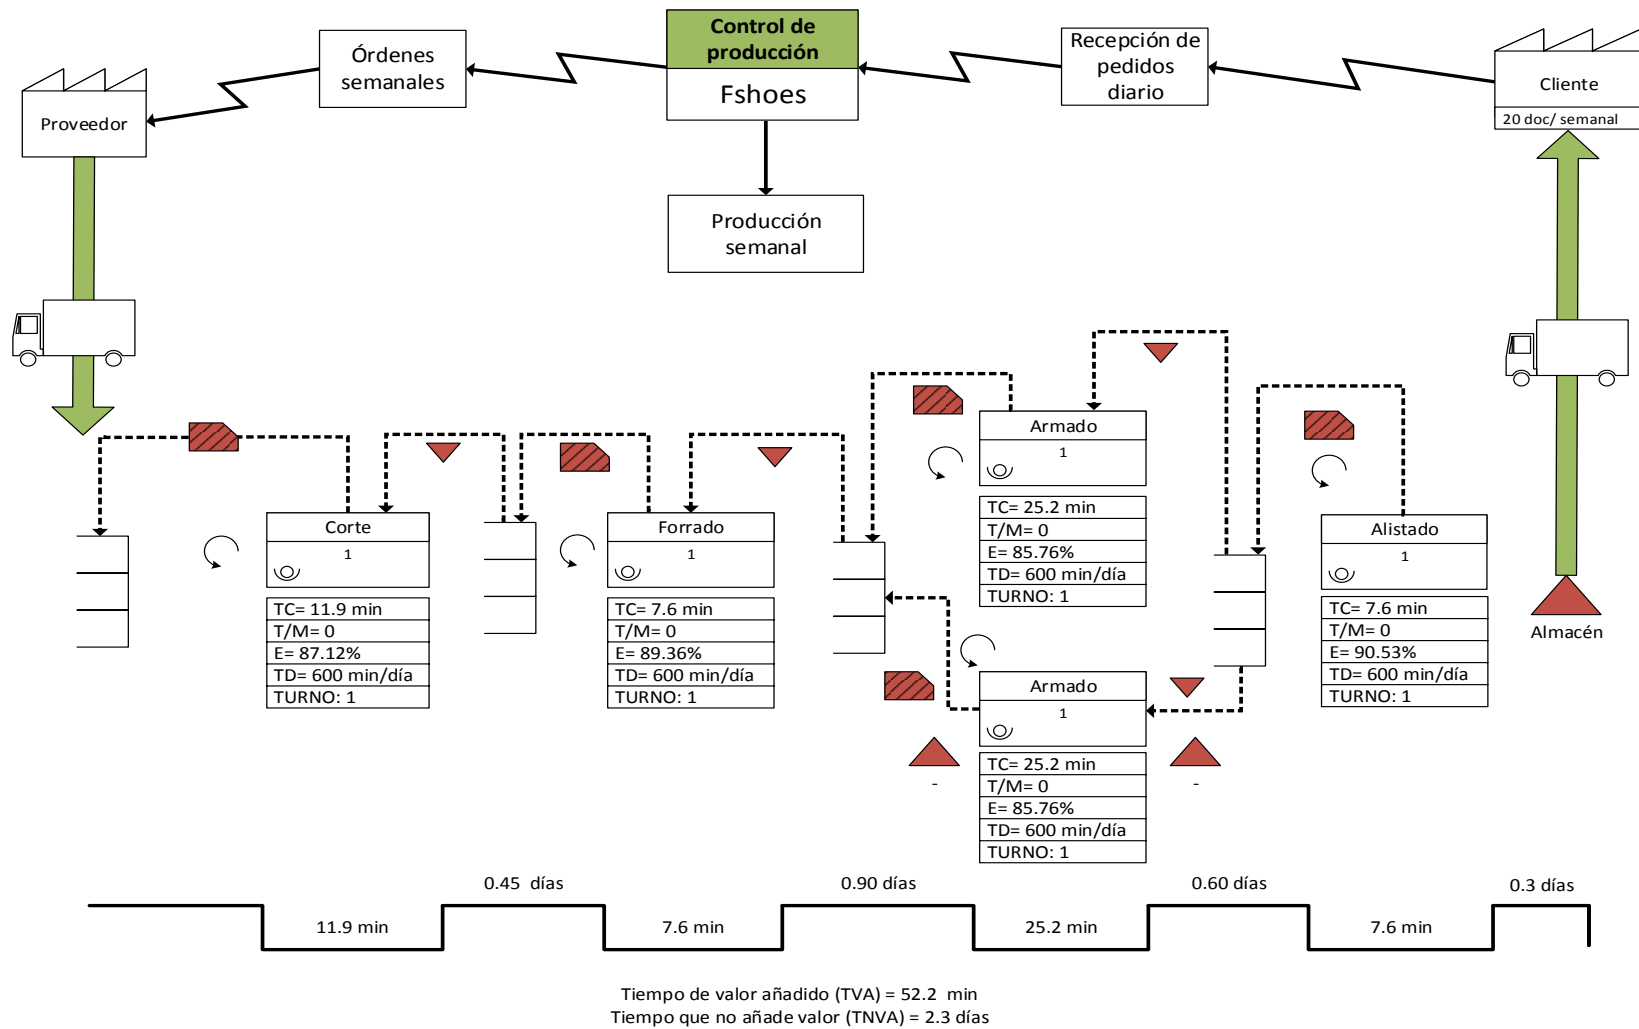 Control de
producción
Fshoes
Órdenes
semanales
Recepción de
pedidos
diario
Proveedor
Cliente
20 doc/ semanal
Producción
semanal
Corte
1
TC= 11.9 min
T/M= 0
E= 87.12%
TD= 600 min/día
TURNO: 1
Forrado
1
TC= 7.6 min
T/M= 0
E= 89.36%
TD= 600 min/día
TURNO: 1
Armado
1
TC= 25.2 min
T/M= 0
E= 85.76%
TD= 600 min/día
TURNO: 1
Armado
1
TC= 25.2 min
T/M= 0
E= 85.76%
TD= 600 min/día
TURNO: 1
-
-
Alistado
1
TC= 7.6 min
T/M= 0
E= 90.53%
TD= 600 min/día
TURNO: 1
Almacén
0.45 días
0.90 días
0.60 días
0.3 días
11.9 min
7.6 min
25.2 min
7.6 min
Tiempo de valor añadido (TVA) = 52.2 min
Tiempo que no añade valor (TNVA) = 2.3 días